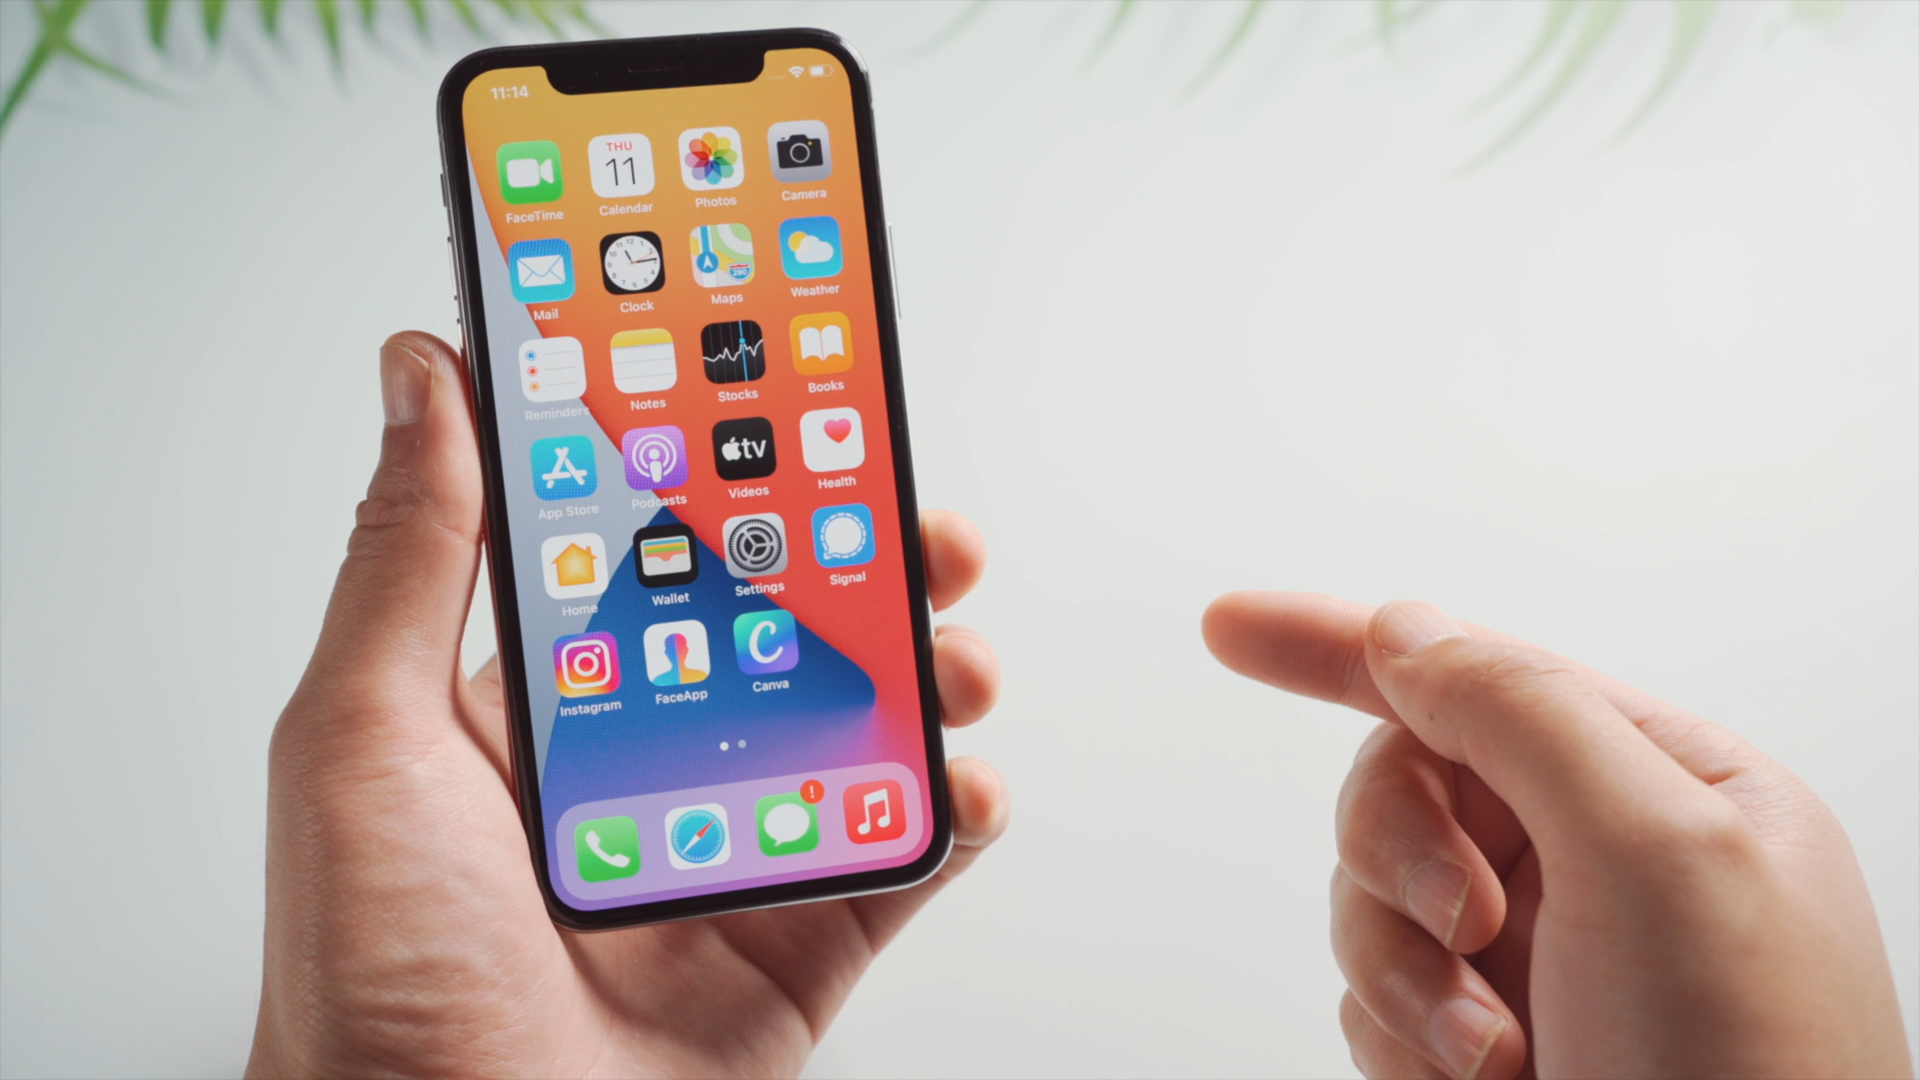 11:14
THU
11
FaceTime
Calendar
Photos
Camera
280
Mail
Clock
Maps
Weather
Reminders
Notes
Stocks
Books
tv
App Store
Podcasts
Videos
Health
Home
Wallet
Settings
Signal
C
Instagram
FaceApp
Canva
!